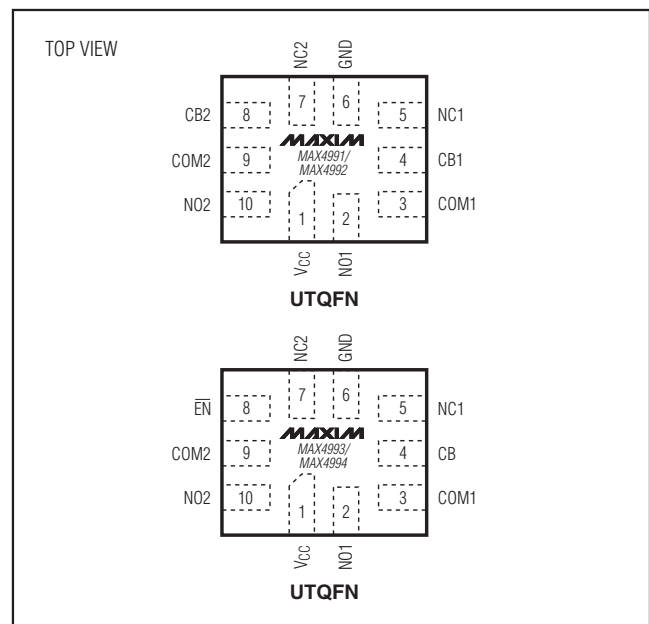 TOP VIEW
NC2
GND
CB2
8
7
6
5
NC1
MAXIM
COM2
9
MAX4991/
MAX4992
4
CB1
NO2
10
1
2
3
COM1
VCC
NO1
UTQFN
NC2
GND
E̅N̅
8
7
6
5
NC1
MAXIM
COM2
9
MAX4993/
MAX4994
4
CB
NO2
10
1
2
3
COM1
VCC
NO1
UTQFN